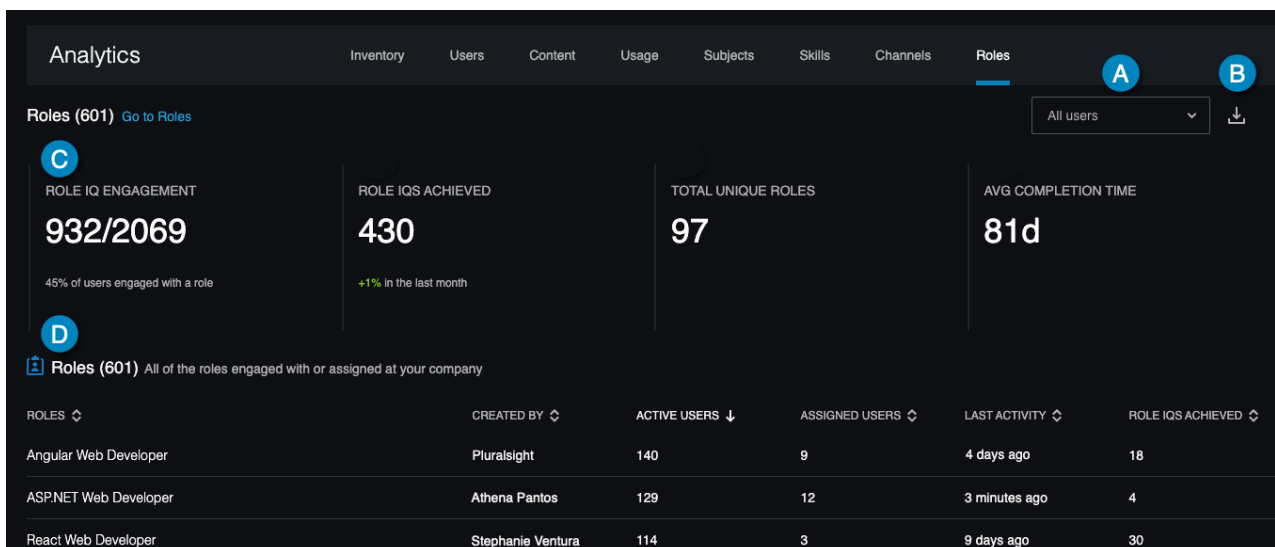 Analytics Inventory Users Content Usage Subjects Skills Channels Roles
A B
Roles (601) Go to Roles All users
C
ROLE IQ ENGAGEMENT ROLE IQS ACHIEVED TOTAL UNIQUE ROLES AVG COMPLETION TIME
932/2069 430 97 81d
45% of users engaged with a role +1% in the last month
D
Roles (601) All of the roles engaged with or assigned at your company
ROLES CREATED BY ACTIVE USERS ASSIGNED USERS LAST ACTIVITY ROLE IQS ACHIEVED
Angular Web Developer Pluralsight 140 9 4 days ago 18
ASP.NET Web Developer Athena Pantos 129 12 3 minutes ago 4
React Web Developer Stephanie Ventura 114 3 9 days ago 30